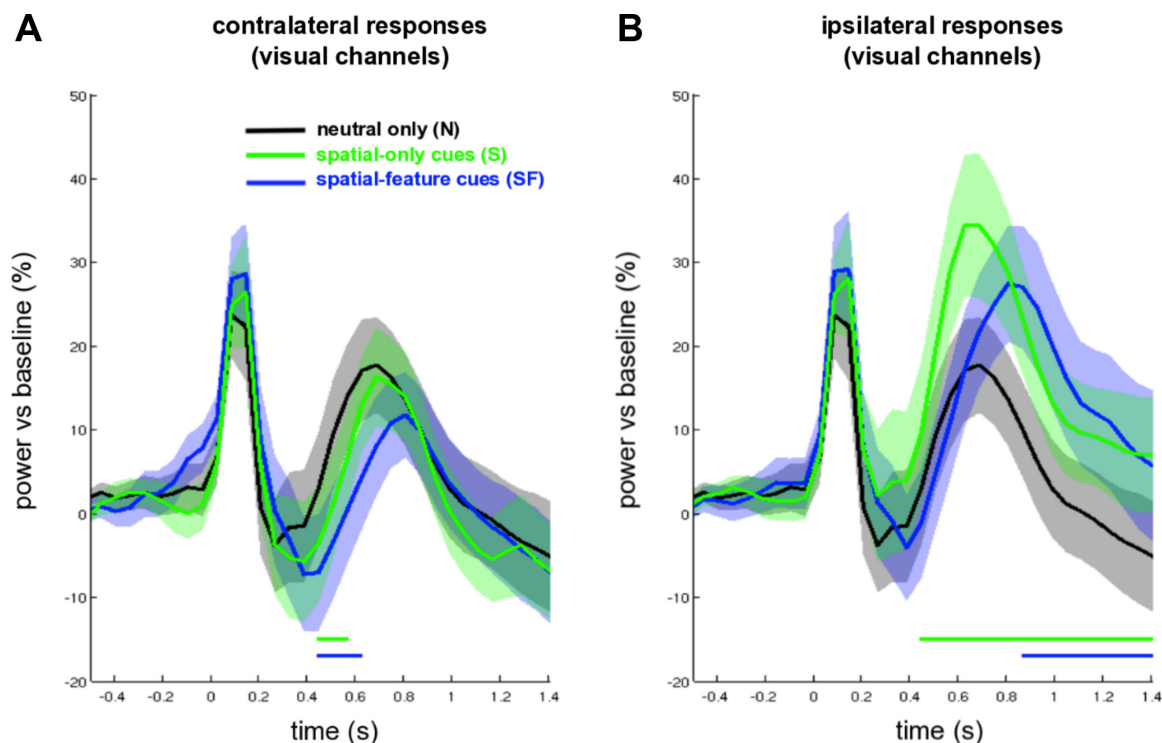 A
contralateral responses
(visual channels)
neutral only (N)
spatial-only cues (S)
spatial-feature cues (SF)
power vs baseline (%)
50
40
30
20
10
0
-10
-20
-0.4 -0.2 0 0.2 0.4 0.6 0.8 1 1.2 1.4
time (s)
B
ipsilateral responses
(visual channels)
power vs baseline (%)
50
40
30
20
10
0
-10
-20
-0.4 -0.2 0 0.2 0.4 0.6 0.8 1 1.2 1.4
time (s)